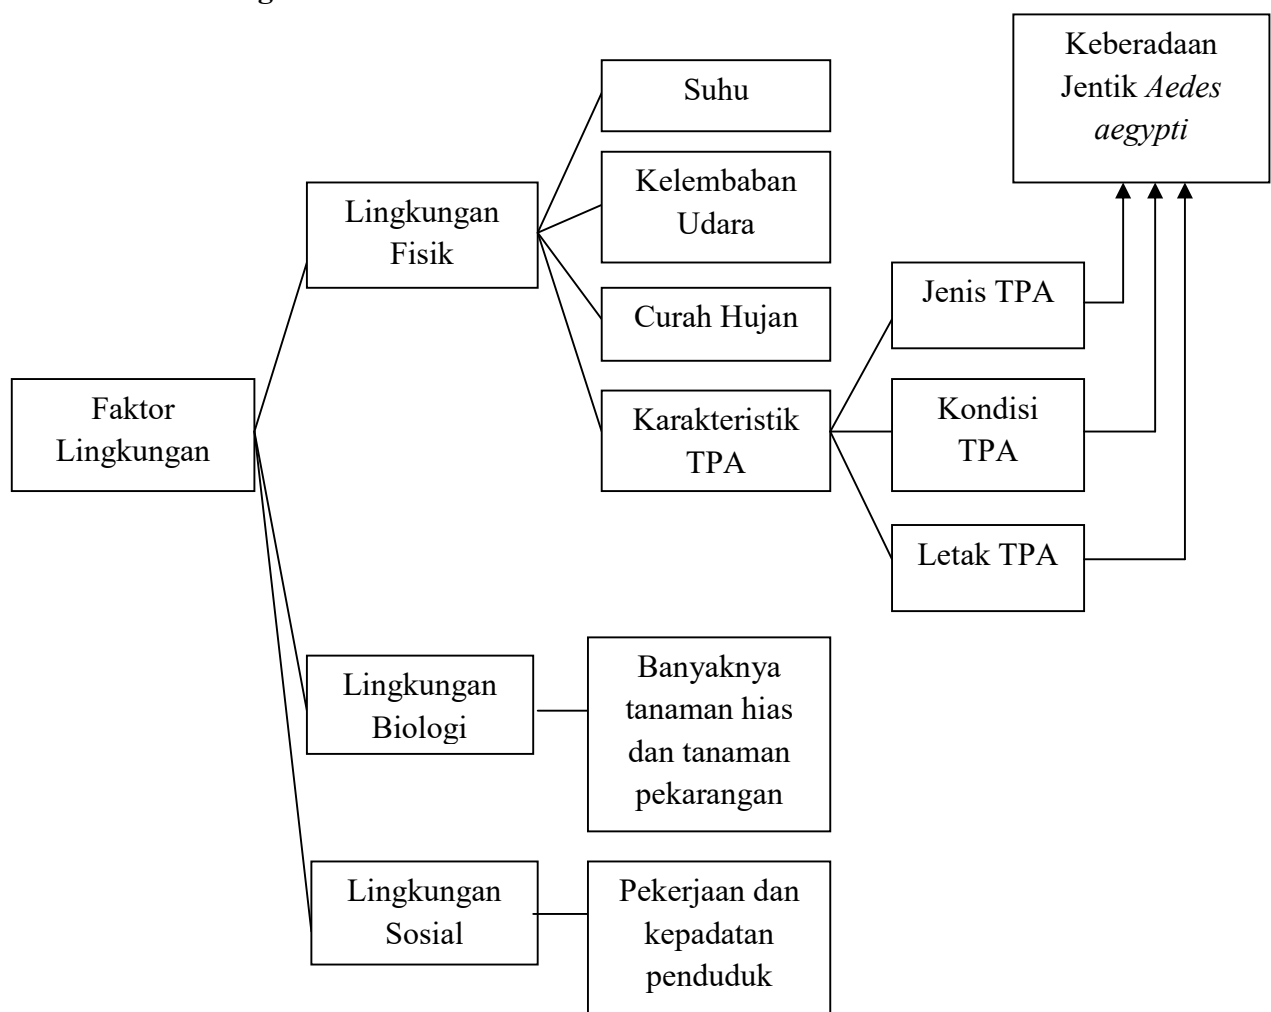 Keberadaan
Jentik Aedes
aegypti
Suhu
Kelembaban
Udara
Lingkungan
Fisik
Curah Hujan
Jenis TPA
Faktor
Lingkungan
Karakteristik
TPA
Kondisi
TPA
Letak TPA
Lingkungan
Biologi
Banyaknya
tanaman hias
dan tanaman
pekarangan
Lingkungan
Sosial
Pekerjaan dan
kepadatan
penduduk